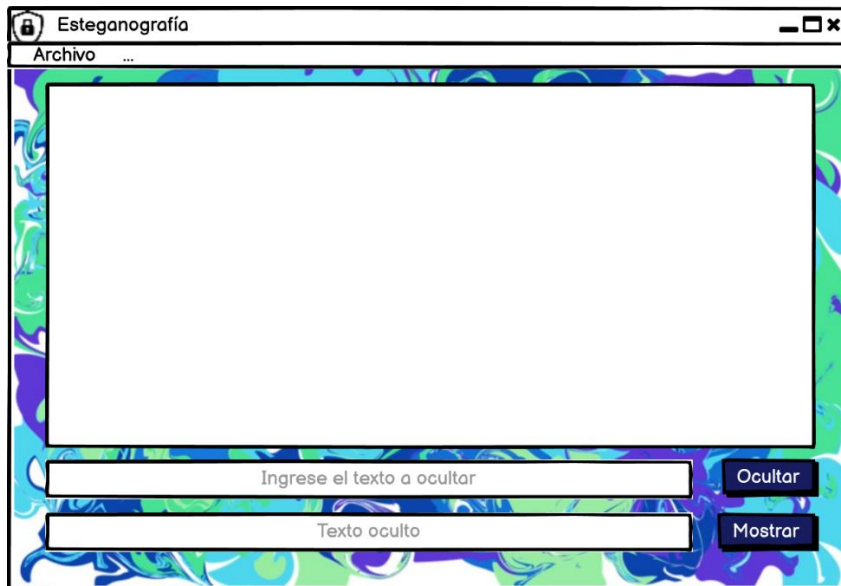 Esteganografía
Archivo ...
Ingrese el texto a ocultar
Ocultar
Texto oculto
Mostrar